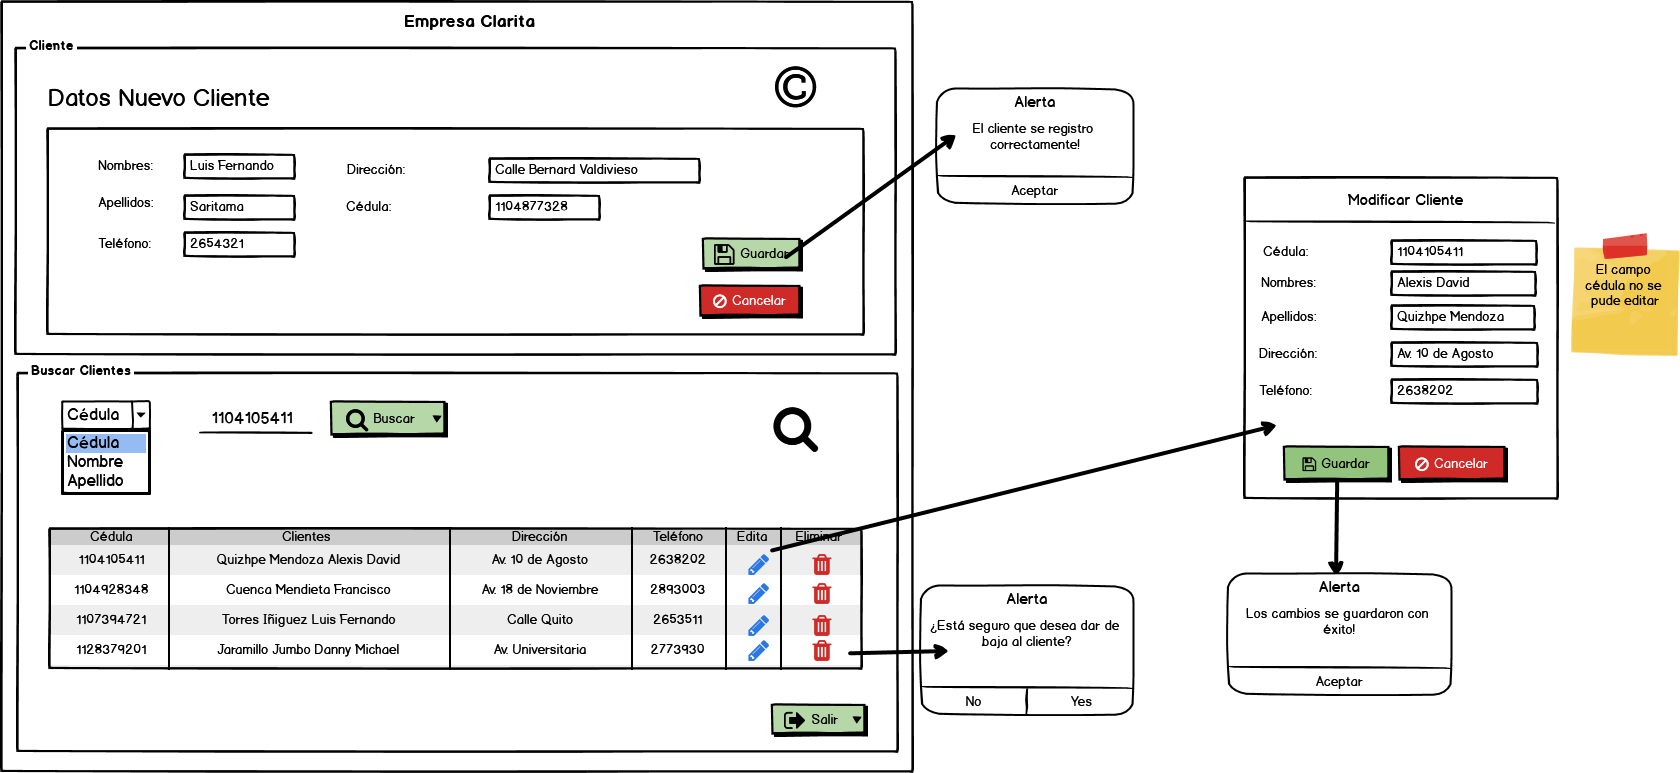 Empresa Clarita
Cliente
©
Datos Nuevo Cliente
Nombres: Luis Fernando Dirección: Calle Bernard Valdivieso
Apellidos: Saritama Cédula: 1104877328
Teléfono: 2654321
Guardar
Cancelar
Alerta
El cliente se registro
correctamente!
Aceptar
Buscar Clientes
Cédula 1104105411 Buscar
Cédula
Nombre
Apellido
Cédula Clientes Dirección Teléfono Edita Eliminar
1104105411 Quizhpe Mendoza Alexis David Av. 10 de Agosto 2638202
1104928348 Cuenca Mendieta Francisco Av. 18 de Noviembre 2893003
1107394721 Torres Iñiguez Luis Fernando Calle Quito 2653511
1128379201 Jaramillo Jumbo Danny Michael Av. Universitaria 2773930
Salir
Alerta
¿Está seguro que desea dar de
baja al cliente?
No Yes
Modificar Cliente
Cédula: 1104105411
Nombres: Alexis David
Apellidos: Quizhpe Mendoza
Dirección: Av. 10 de Agosto
Teléfono: 2638202
Guardar Cancelar
El campo
cédula no se
pude editar
Alerta
Los cambios se guardaron con
éxito!
Aceptar